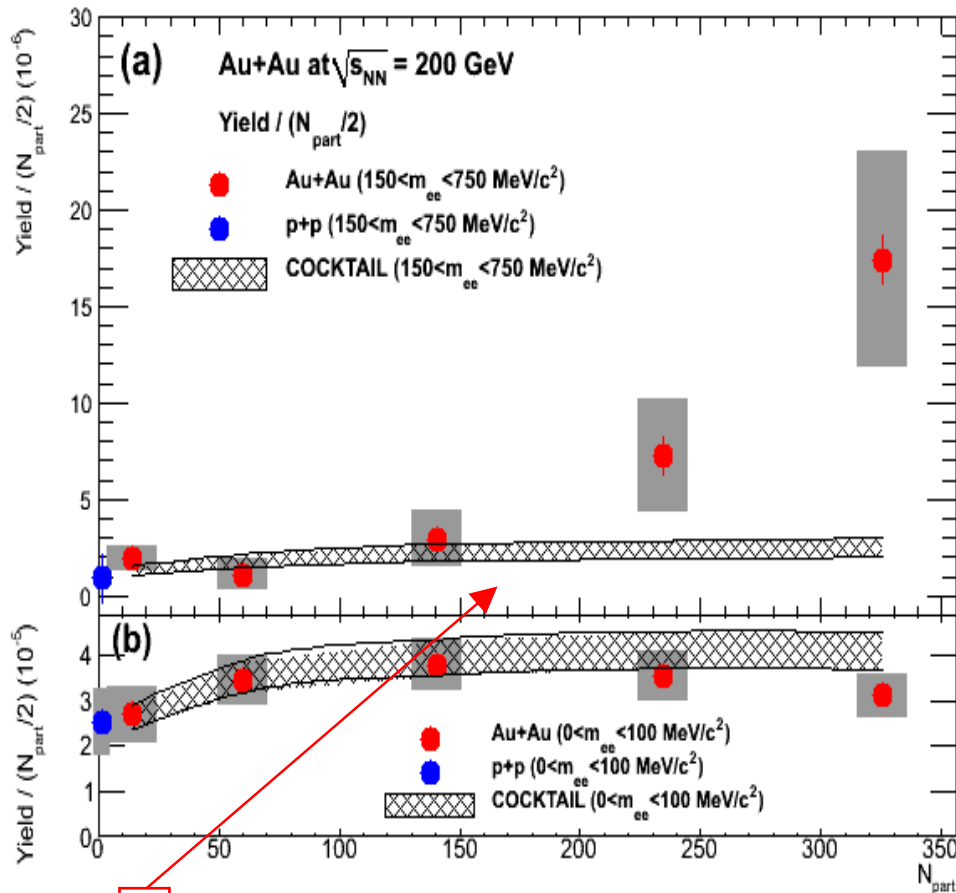 (a) Au+Au at √s_NN = 200 GeV
Yield / (N_part/2)
Au+Au (150<m_ee<750 MeV/c²)
p+p (150<m_ee<750 MeV/c²)
COCKTAIL (150<m_ee<750 MeV/c²)
Yield / (N_part/2) (10⁻⁶)
30
25
20
15
10
5
0
(b)
Au+Au (0<m_ee<100 MeV/c²)
p+p (0<m_ee<100 MeV/c²)
COCKTAIL (0<m_ee<100 MeV/c²)
Yield / (N_part/2) (10⁻⁵)
4
3
2
1
0
0 50 100 150 200 250 300 350
N_part